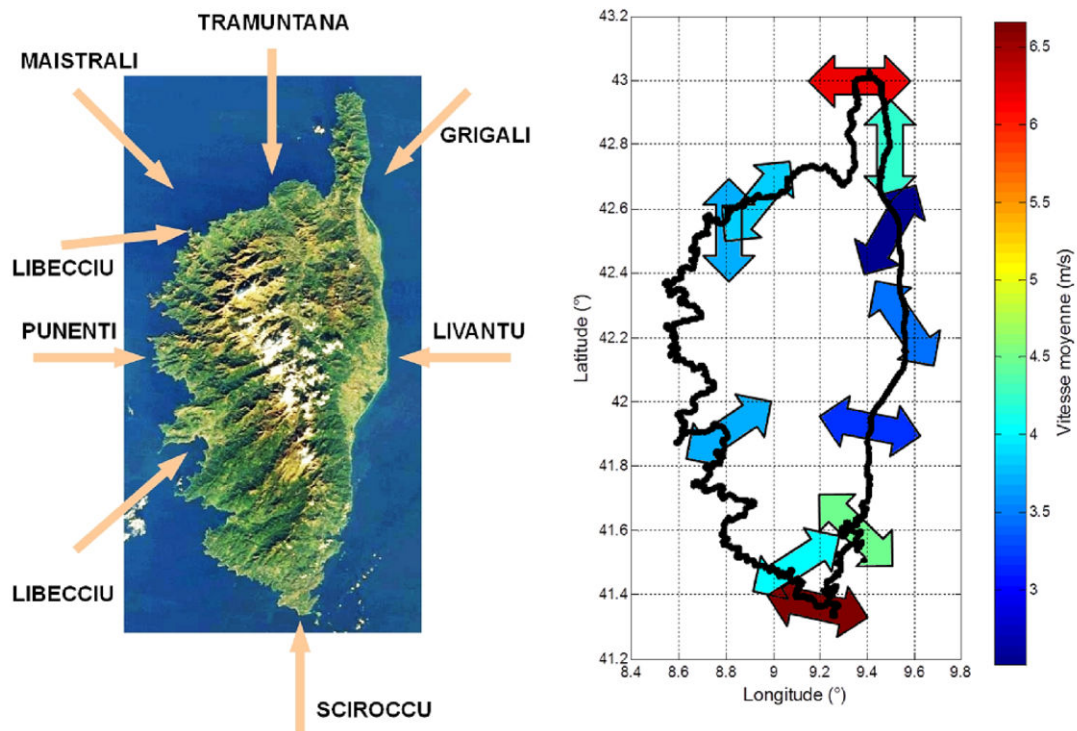 TRAMUNTANA
MAISTRALI
GRIGALI
LIBECCIU
PUNENTI
LIVANTU
LIBECCIU
SCIROCCU
43.2
43
42.8
42.6
42.4
42.2
42
41.8
41.6
41.4
41.2
Latitude (°)
8.4 8.6 8.8 9 9.2 9.4 9.6 9.8
Longitude (°)
6.5
6
5.5
5
4.5
4
3.5
3
Vitesse moyenne (m/s)